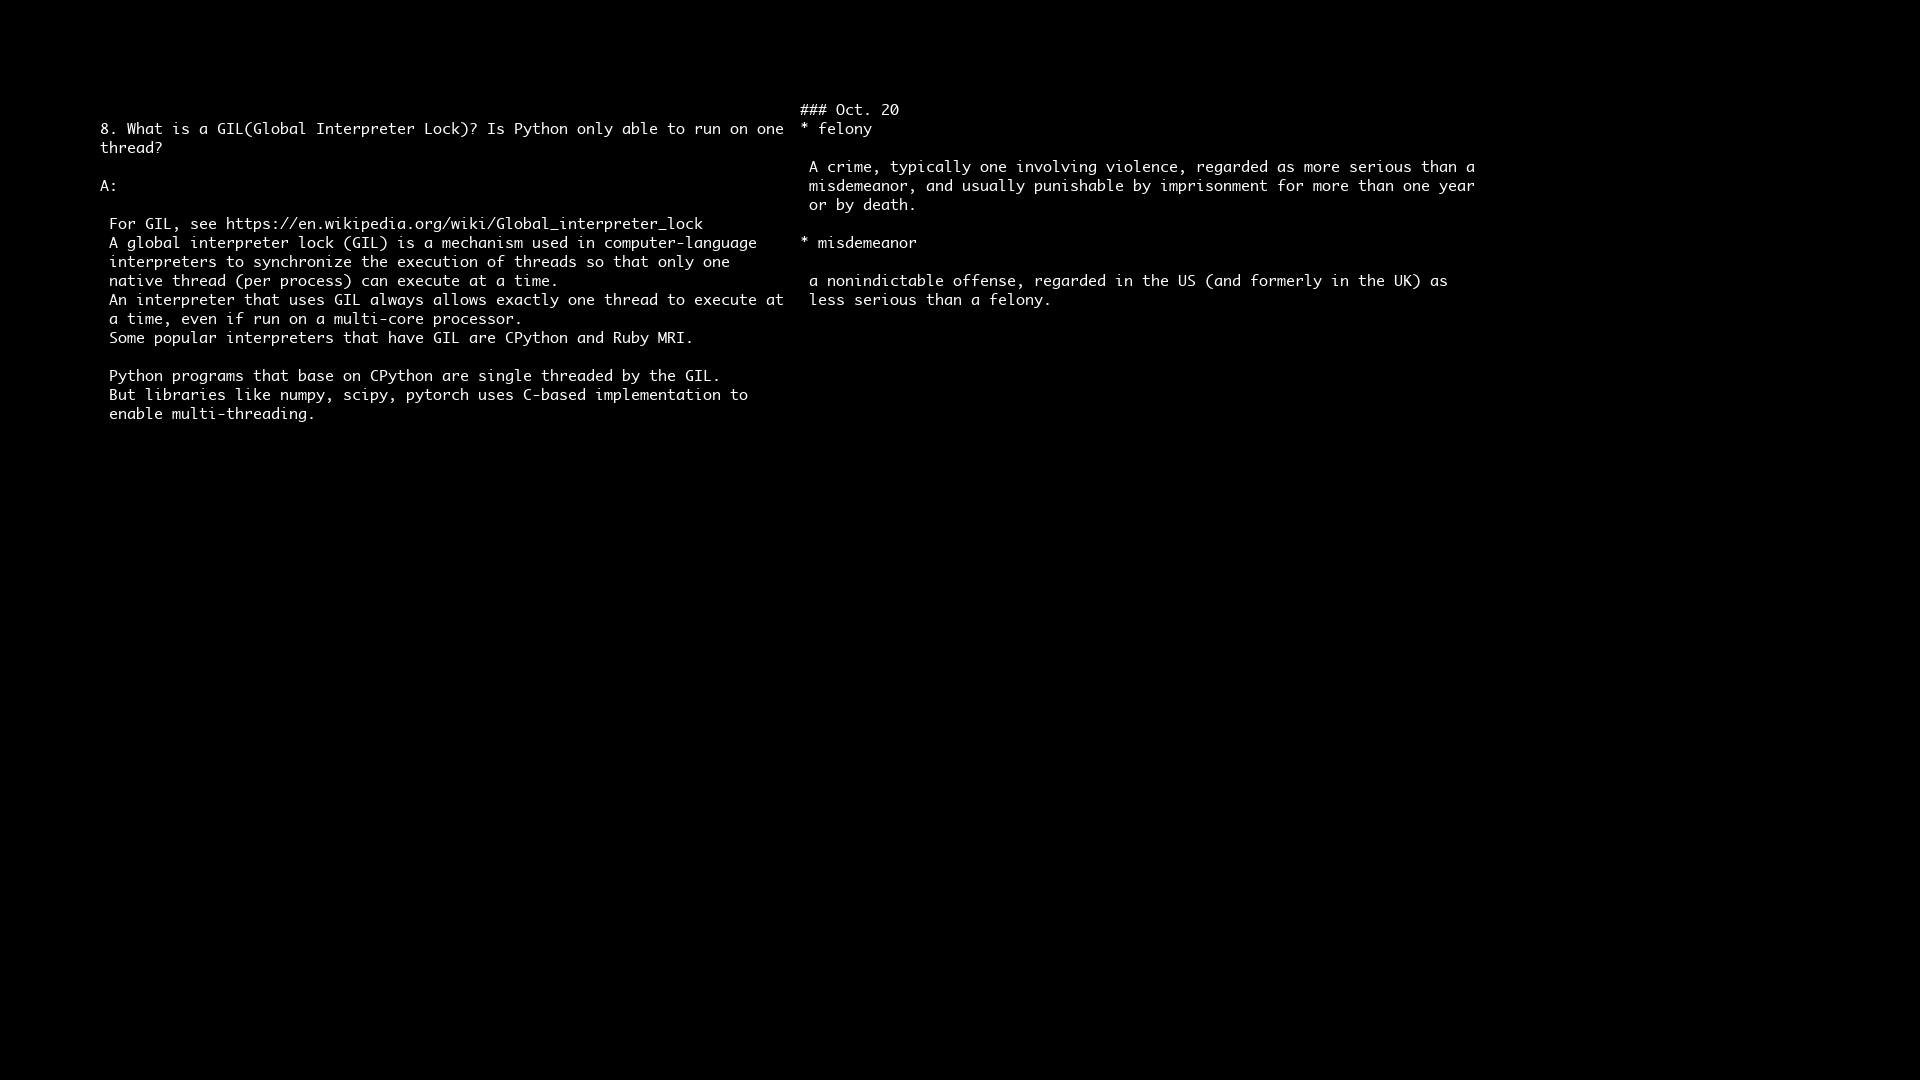 8. What is a GIL(Global Interpreter Lock)? Is Python only able to run on one
thread?
A:
For GIL, see https://en.wikipedia.org/wiki/Global_interpreter_lock
A global interpreter lock (GIL) is a mechanism used in computer-language
interpreters to synchronize the execution of threads so that only one
native thread (per process) can execute at a time.
An interpreter that uses GIL always allows exactly one thread to execute at
a time, even if run on a multi-core processor.
Some popular interpreters that have GIL are CPython and Ruby MRI.
Python programs that base on CPython are single threaded by the GIL.
But libraries like numpy, scipy, pytorch uses C-based implementation to
enable multi-threading.
### Oct. 20
* felony
A crime, typically one involving violence, regarded as more serious than a
misdemeanor, and usually punishable by imprisonment for more than one year
or by death.
* misdemeanor
a nonindictable offense, regarded in the US (and formerly in the UK) as
less serious than a felony.